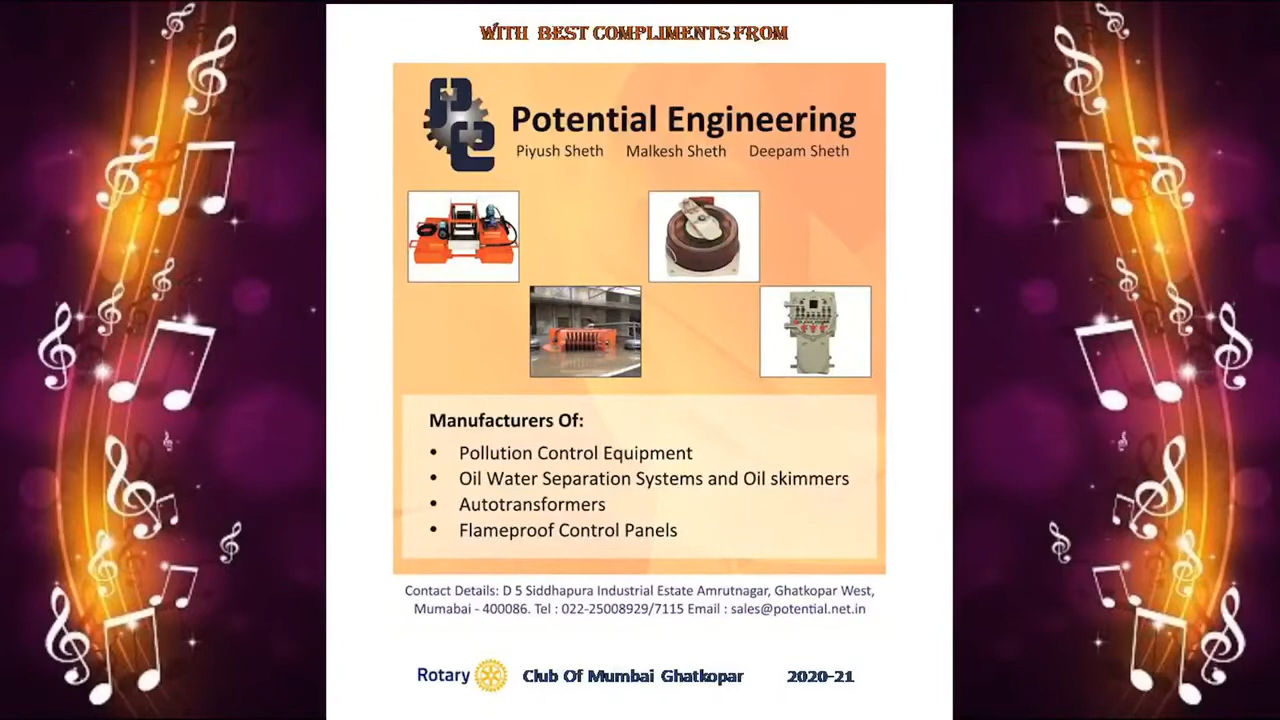 WITH BEST COMPLIMENTS FROM
Potential Engineering
Piyush Sheth Malkesh Sheth Deepam Sheth
Manufacturers Of:
• Pollution Control Equipment
• Oil Water Separation Systems and Oil skimmers
• Autotransformers
• Flameproof Control Panels
Contact Details: D 5 Siddhapura Industrial Estate Amrutnagar, Ghatkopar West,
Mumabai - 400086. Tel : 022-25008929/7115 Email : sales@potential.net.in
Rotary Club Of Mumbai Ghatkopar 2020-21